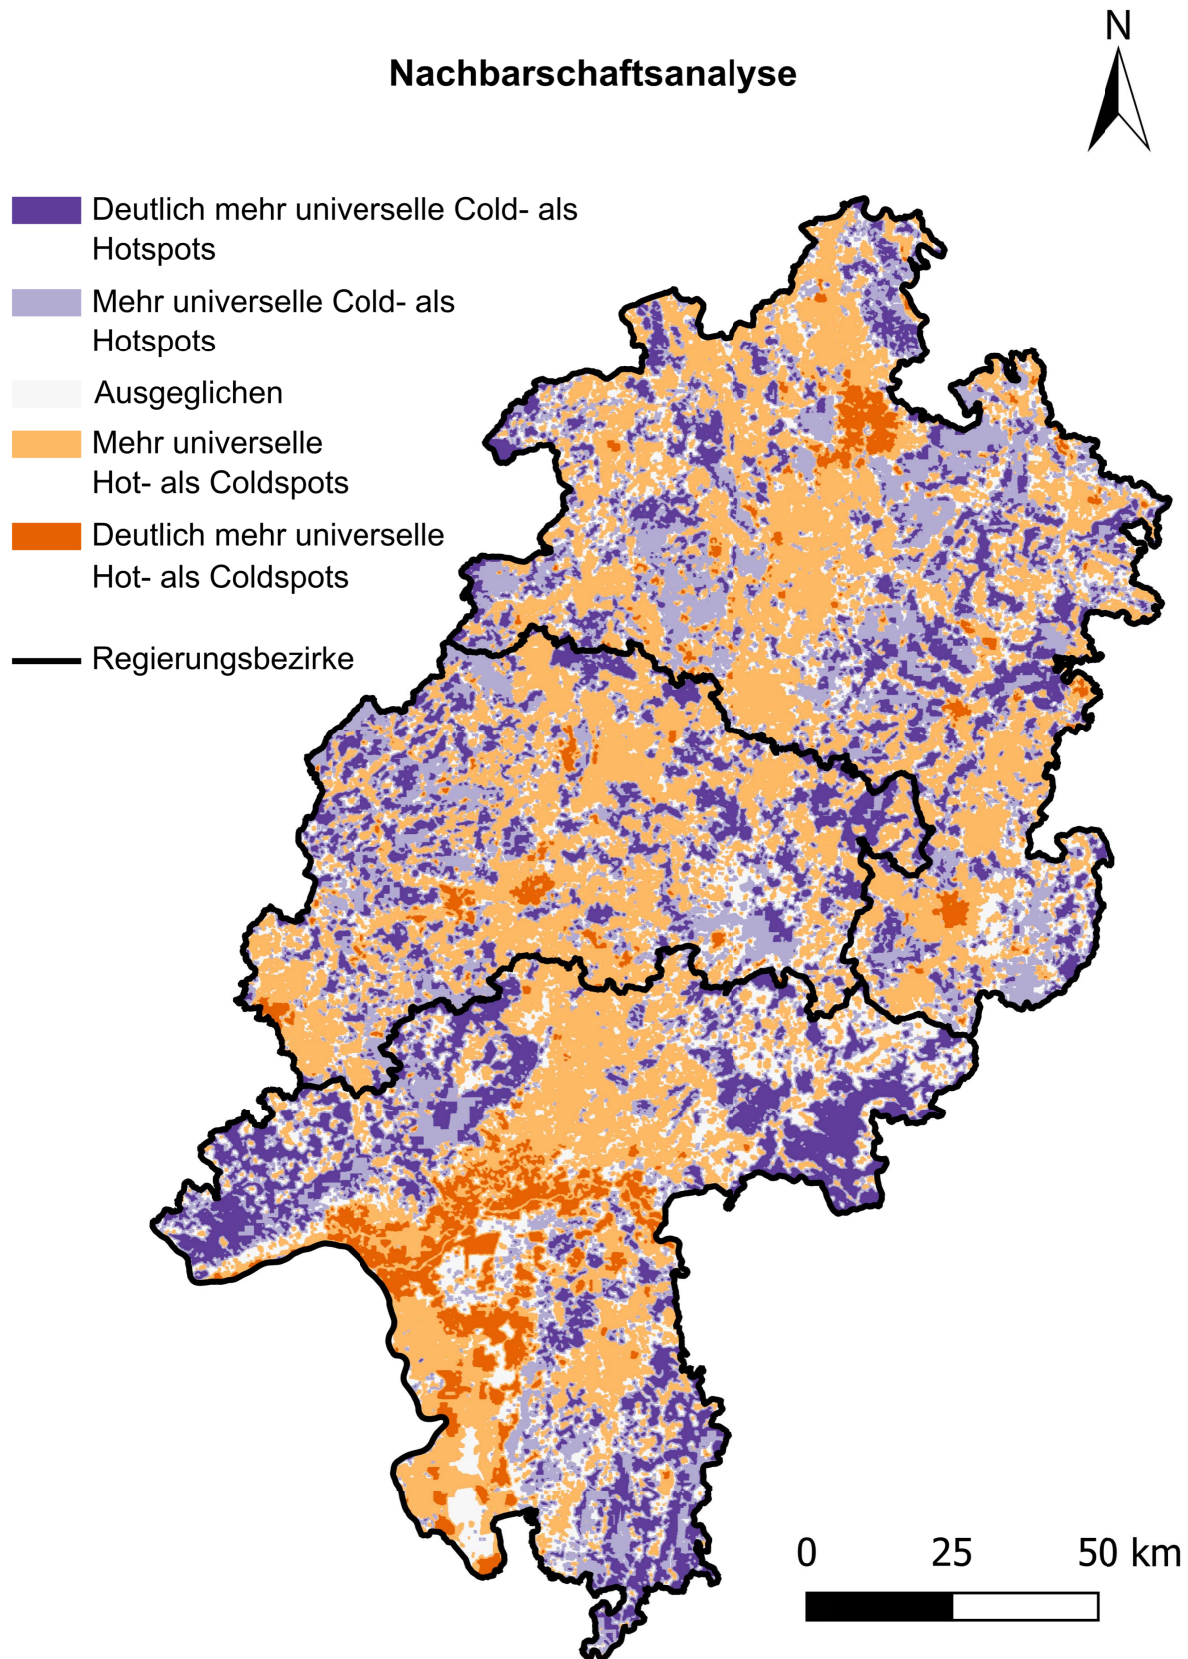 N
Nachbarschaftsanalyse
Deutlich mehr universelle Cold- als
Hotspots
Mehr universelle Cold- als
Hotspots
Ausgeglichen
Mehr universelle
Hot- als Coldspots
Deutlich mehr universelle
Hot- als Coldspots
Regierungsbezirke
0 25 50 km